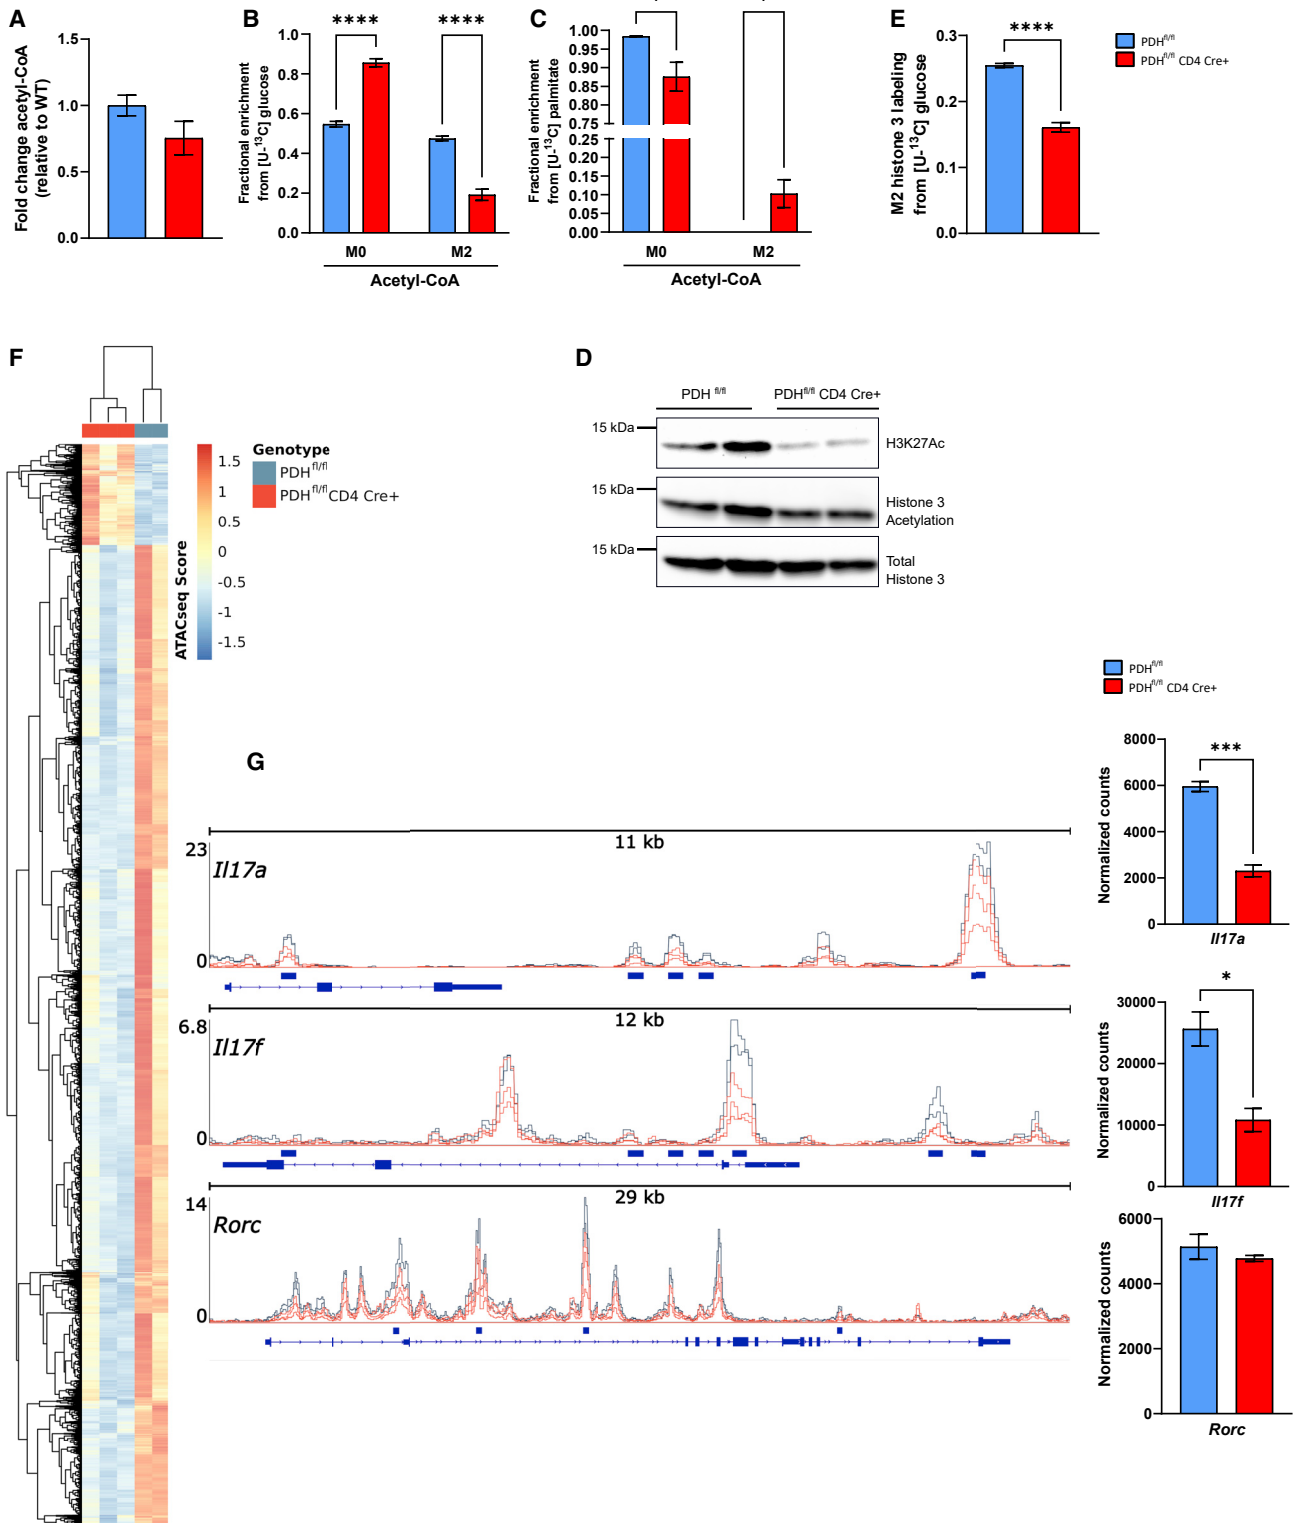 A
Fold change acetyl-CoA
(relative to WT)
1.5
1.0
0.5
0.0
B
Fractional enrichment
from [U-¹³C] glucose
1.0
0.8
0.6
0.4
0.2
0.0
****
****
M0
M2
Acetyl-CoA
C
Fractional enrichment
from [U-¹³C] palmitate
1.00
0.95
0.90
0.85
0.80
0.75
0.25
0.20
0.15
0.10
0.05
0.00
M0
M2
Acetyl-CoA
E
M2 histone 3 labeling
from [U-¹³C] glucose
0.3
0.2
0.1
0.0
****
PDHfl/fl
PDHfl/fl CD4 Cre+
F
Genotype
PDHfl/fl
PDHfl/fl CD4 Cre+
ATACseq Score
1.5
1
0.5
0
-0.5
-1
-1.5
D
PDH fl/fl
PDHfl/fl CD4 Cre+
15 kDa
H3K27Ac
15 kDa
Histone 3
Acetylation
15 kDa
Total
Histone 3
G
11 kb
23
Il17a
0
12 kb
6.8
Il17f
0
29 kb
14
Rorc
0
PDHfl/fl
PDHfl/fl CD4 Cre+
Normalized counts
8000
6000
4000
2000
0
***
Il17a
Normalized counts
30000
20000
10000
0
*
Il17f
Normalized counts
6000
4000
2000
0
Rorc